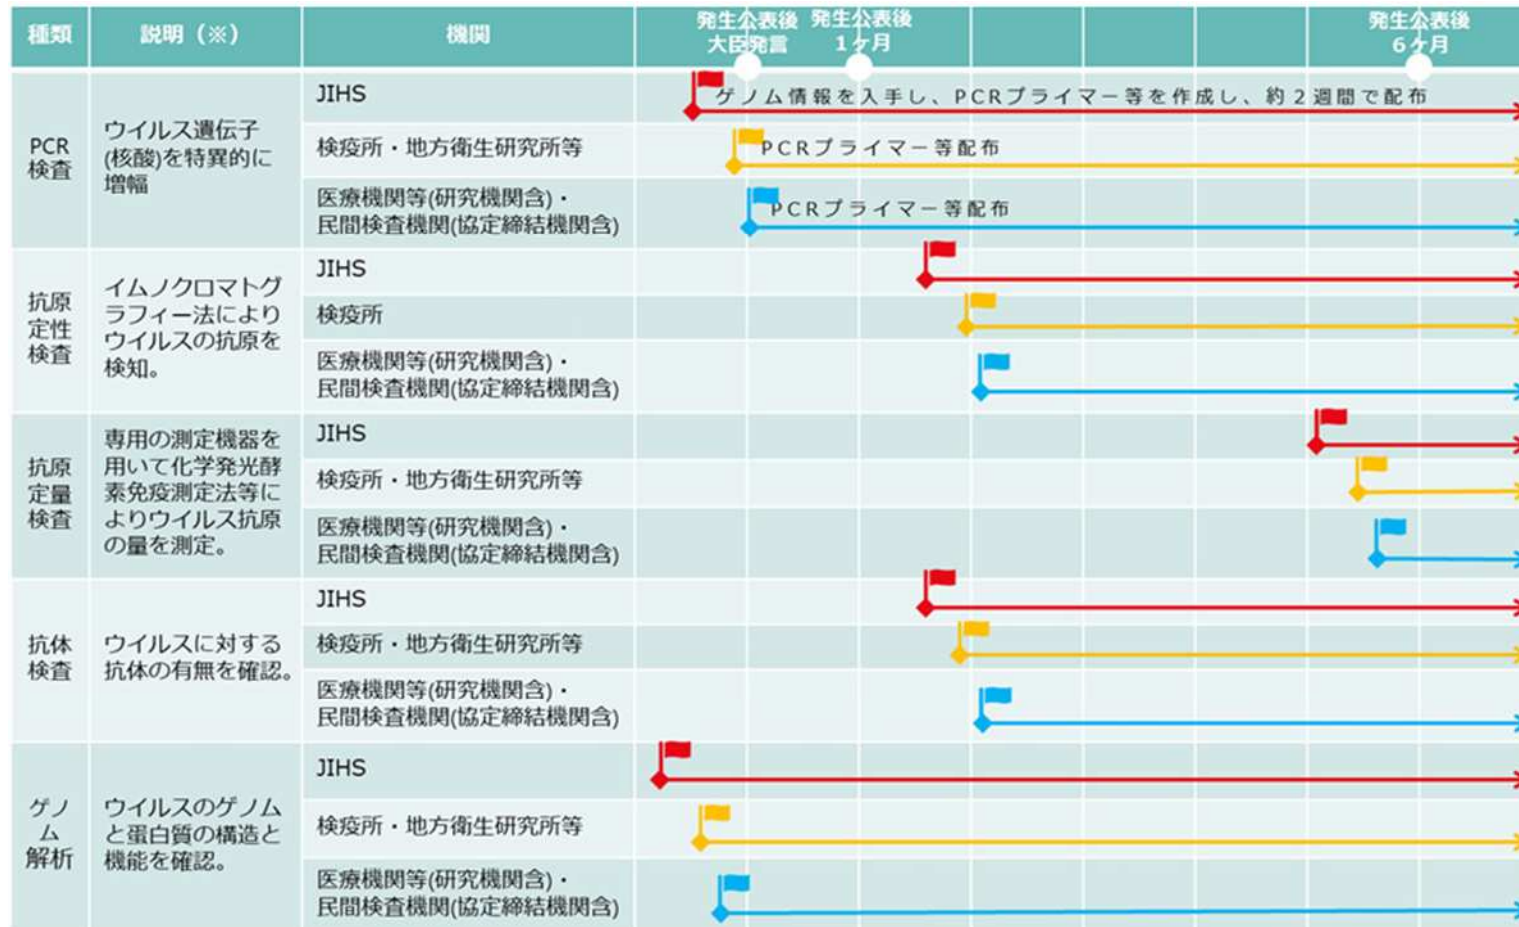 種類
説明（※）
機関
発生公表後
大臣発言
発生公表後
1ヶ月
発生公表後
6ヶ月
PCR
検査
ウイルス遺伝子
(核酸)を特異的に
増幅
JIHS
ゲノム情報を入手し、PCRプライマー等を作成し、約２週間で配布
検疫所・地方衛生研究所等
PCRプライマー等配布
医療機関等(研究機関含)・
民間検査機関(協定締結機関含)
PCRプライマー等配布
抗原
定性
検査
イムノクロマトグ
ラフィー法により
ウイルスの抗原を
検知。
JIHS
検疫所
医療機関等(研究機関含)・
民間検査機関(協定締結機関含)
抗原
定量
検査
専用の測定機器を
用いて化学発光酵
素免疫測定法等に
よりウイルス抗原
の量を測定。
JIHS
検疫所・地方衛生研究所等
医療機関等(研究機関含)・
民間検査機関(協定締結機関含)
抗体
検査
ウイルスに対する
抗体の有無を確認。
JIHS
検疫所・地方衛生研究所等
医療機関等(研究機関含)・
民間検査機関(協定締結機関含)
ゲノ
ム
解析
ウイルスのゲノム
と蛋白質の構造と
機能を確認。
JIHS
検疫所・地方衛生研究所等
医療機関等(研究機関含)・
民間検査機関(協定締結機関含)